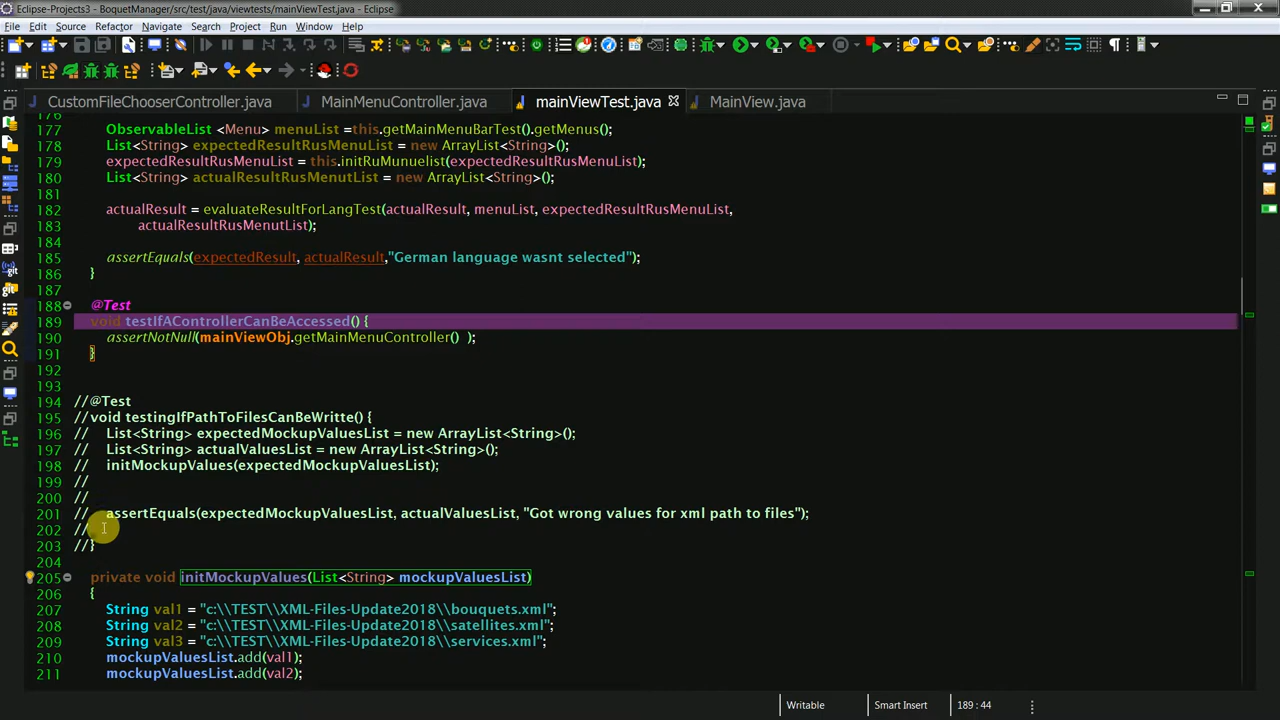 Eclipse-Projects3 - BoquetManager/src/test/java/viewtests/mainViewTest.java - Eclipse
File Edit Source Refactor Navigate Search Project Run Window Help
CustomFileChooserController.java MainMenuController.java mainViewTest.java MainView.java
176
177 ObservableList <Menu> menuList =this.getMainMenuBarTest().getMenus();
178 List<String> expectedResultRusMenuList = new ArrayList<String>();
179 expectedResultRusMenuList = this.initRuMunuelist(expectedResultRusMenuList);
180 List<String> actualResultRusMenutList = new ArrayList<String>();
181
182 actualResult = evaluateResultForLangTest(actualResult, menuList, expectedResultRusMenuList,
183 actualResultRusMenutList);
184
185 assertEquals(expectedResult, actualResult,"German language wasnt selected");
186 }
187
188 @Test
189 void testIfAControllerCanBeAccessed() {
190 assertNotNull(mainViewObj.getMainMenuController() );
191 }
192
193
194 //@Test
195 //void testingIfPathToFilesCanBeWritte() {
196 // List<String> expectedMockupValuesList = new ArrayList<String>();
197 // List<String> actualValuesList = new ArrayList<String>();
198 // initMockupValues(expectedMockupValuesList);
199 //
200 //
201 // assertEquals(expectedMockupValuesList, actualValuesList, "Got wrong values for xml path to files");
202 //
203 //}
204
205 private void initMockupValues(List<String> mockupValuesList)
206 {
207 String val1 = "c:\\TEST\\XML-Files-Update2018\\bouquets.xml";
208 String val2 = "c:\\TEST\\XML-Files-Update2018\\satellites.xml";
209 String val3 = "c:\\TEST\\XML-Files-Update2018\\services.xml";
210 mockupValuesList.add(val1);
211 mockupValuesList.add(val2);
Writable Smart Insert 189 : 44